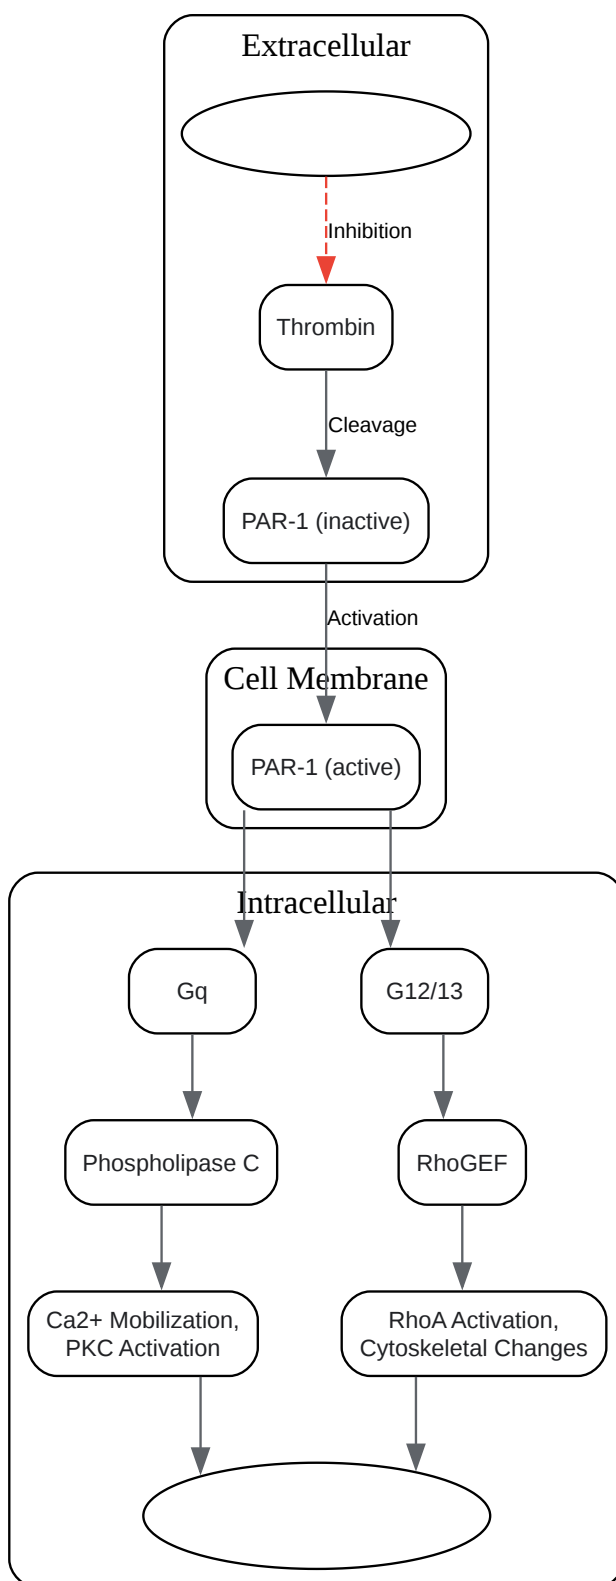 Extracellular
Inhibition
Thrombin
Cleavage
PAR-1 (inactive)
Activation
Cell Membrane
PAR-1 (active)
Intracellular
Gq
G12/13
Phospholipase C
RhoGEF
Ca2+ Mobilization,
PKC Activation
RhoA Activation,
Cytoskeletal Changes